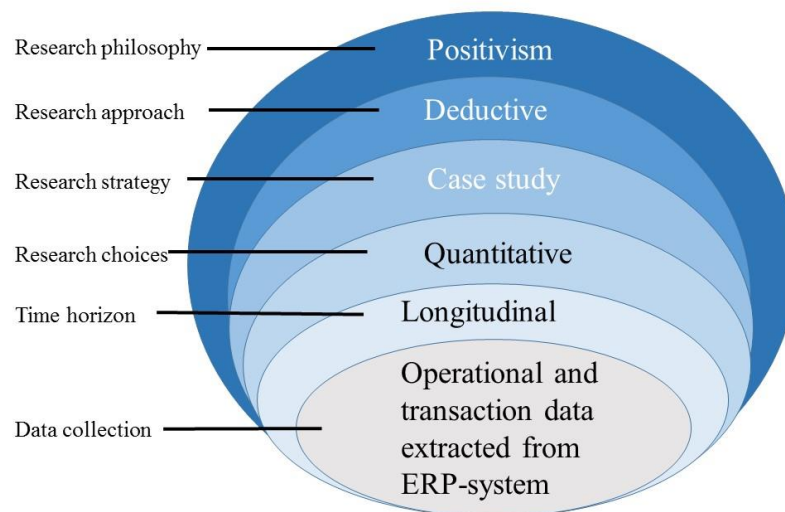 Research philosophy
Positivism
Research approach
Deductive
Research strategy
Case study
Research choices
Quantitative
Time horizon
Longitudinal
Data collection
Operational and
transaction data
extracted from
ERP-system